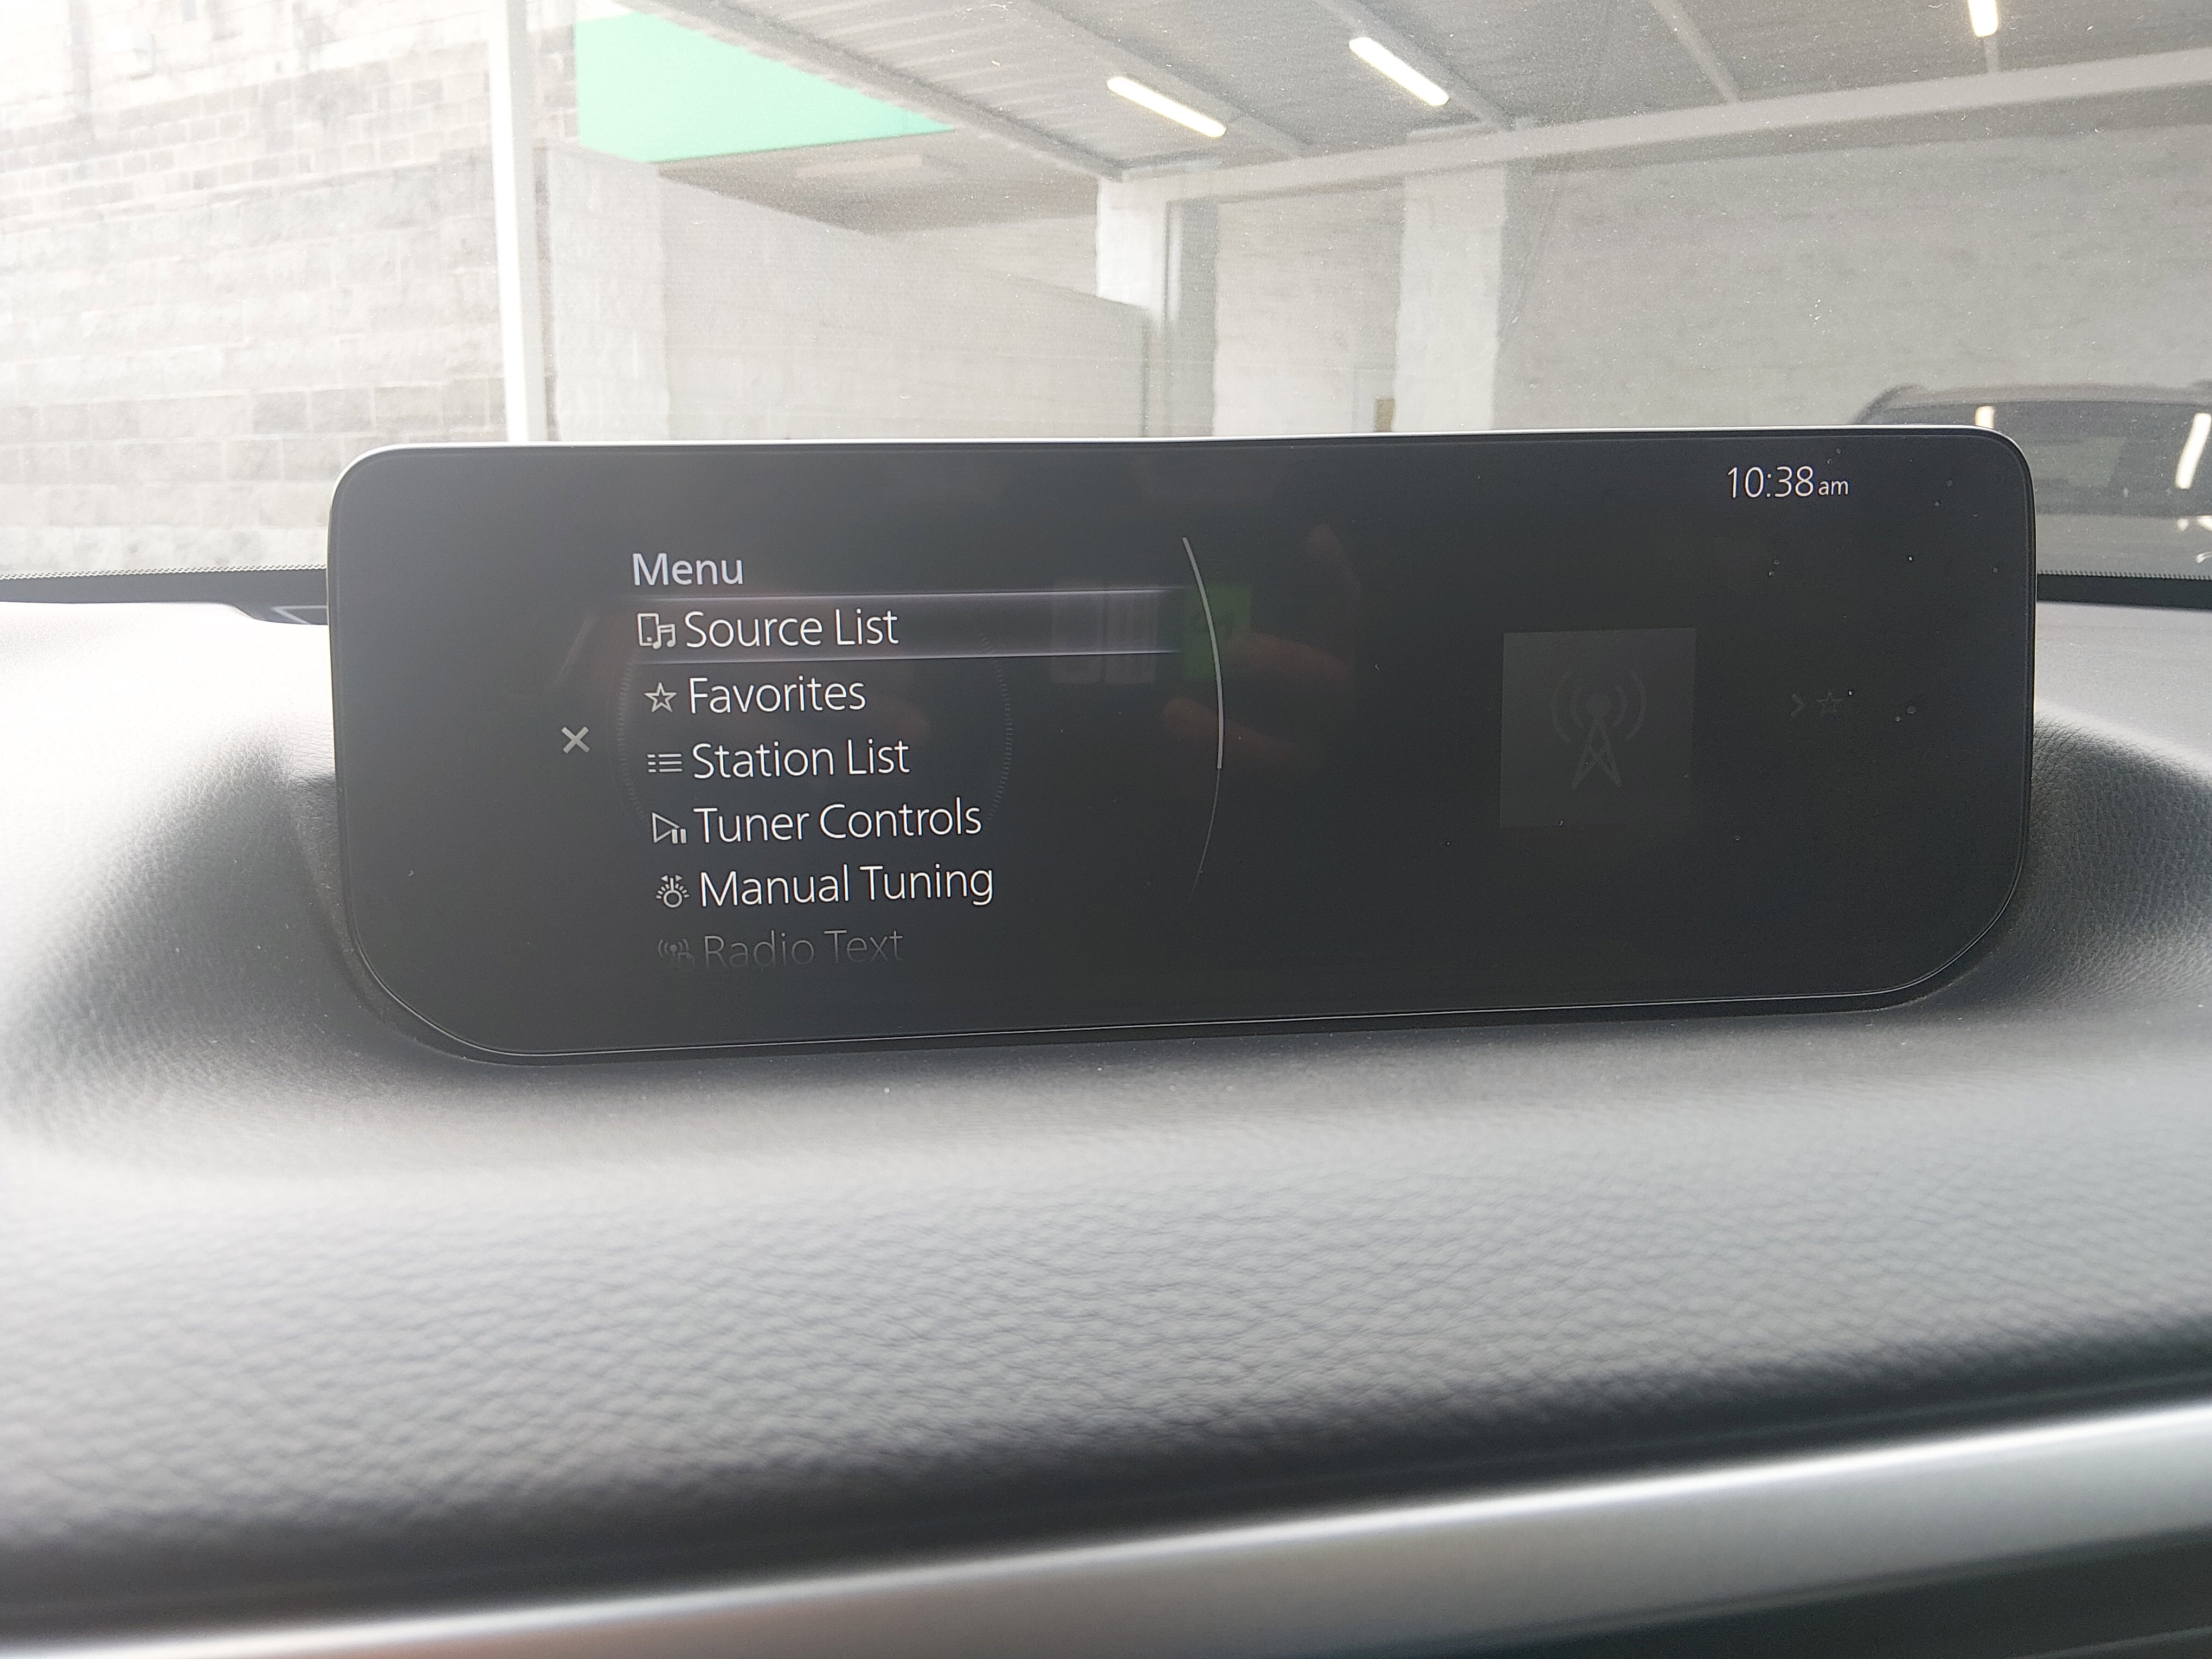 10:38am
Menu
Source List
Favorites
Station List
Tuner Controls
Manual Tuning
Radio Text